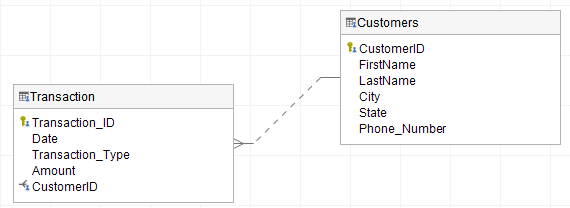 Customers
CustomerID
FirstName
LastName
City
State
Phone_Number
Transaction
Transaction_ID
Date
Transaction_Type
Amount
CustomerID